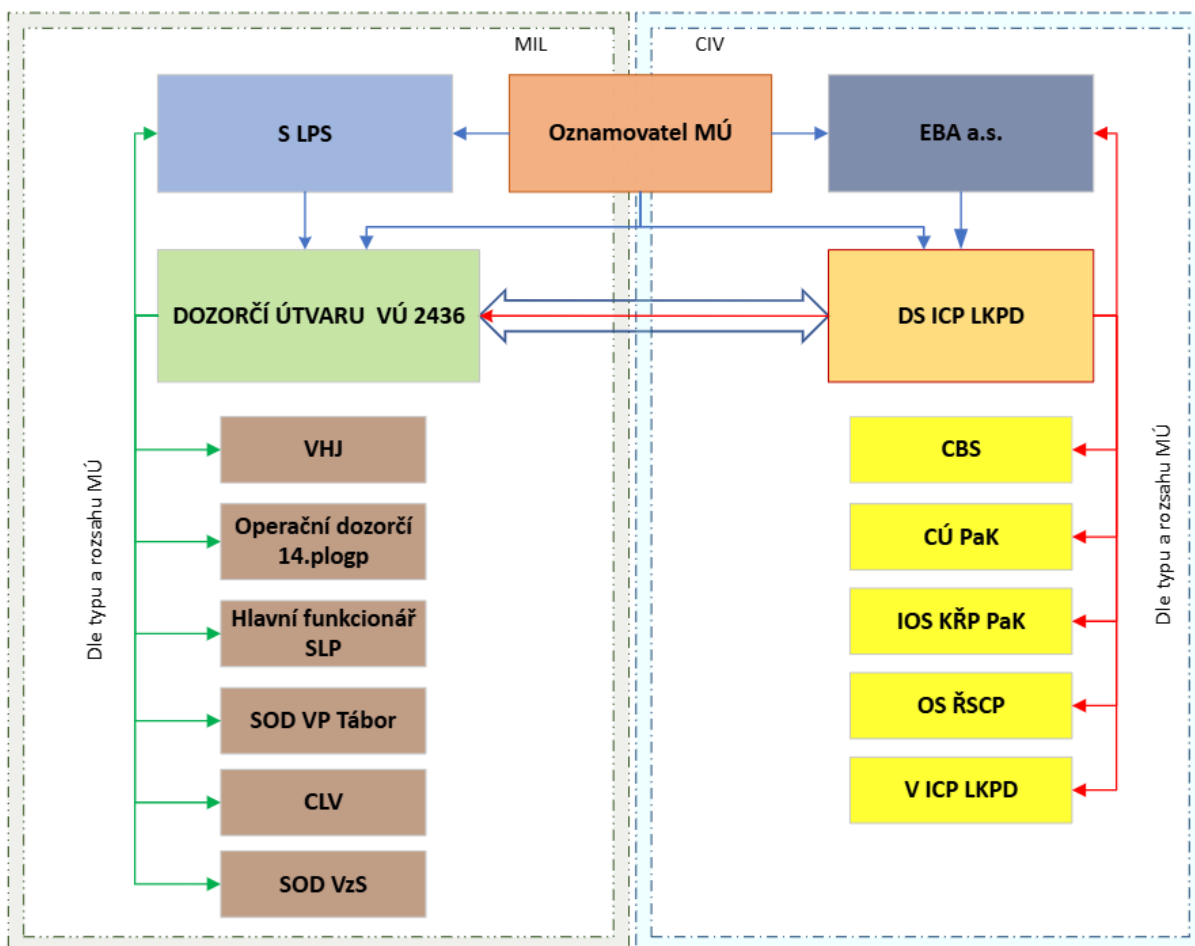 MIL
CIV
S LPS
Oznamovatel MÚ
EBA a.s.
DOZORČÍ ÚTVARU VÚ 2436
DS ICP LKPD
Dle typu a rozsahu MÚ
VHJ
Operační dozorčí
14.plogp
Hlavní funkcionář
SLP
SOD VP Tábor
CLV
SOD VzS
CBS
CÚ PaK
IOS KŘP PaK
OS ŘSCP
V ICP LKPD
Dle typu a rozsahu MÚ